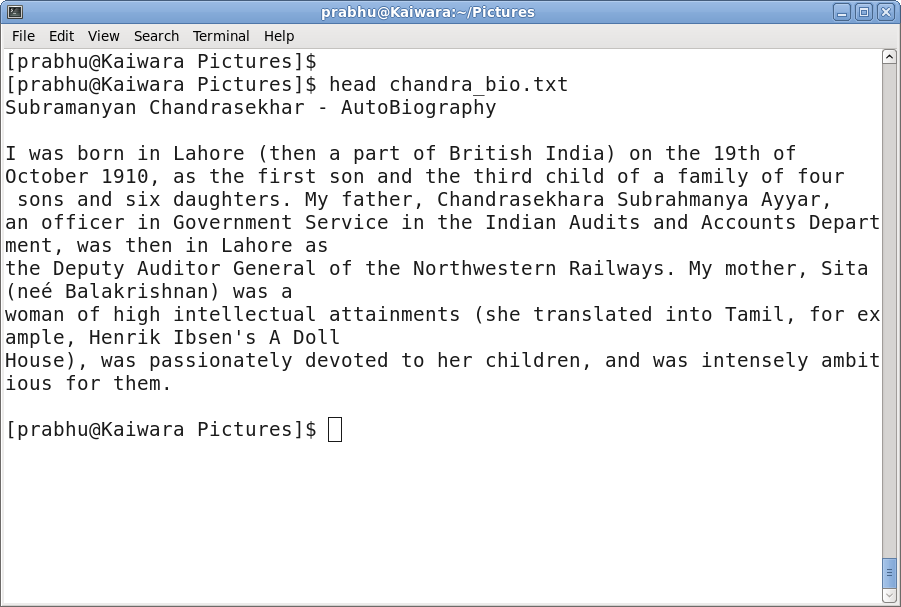 prabhu@Kaiwara:~/Pictures
File Edit View Search Terminal Help
[prabhu@Kaiwara Pictures]$
[prabhu@Kaiwara Pictures]$ head chandra_bio.txt
Subramanyan Chandrasekhar - AutoBiography
I was born in Lahore (then a part of British India) on the 19th of
October 1910, as the first son and the third child of a family of four
sons and six daughters. My father, Chandrasekhara Subrahmanya Ayyar,
an officer in Government Service in the Indian Audits and Accounts Depart
ment, was then in Lahore as
the Deputy Auditor General of the Northwestern Railways. My mother, Sita
(neé Balakrishnan) was a
woman of high intellectual attainments (she translated into Tamil, for ex
ample, Henrik Ibsen's A Doll
House), was passionately devoted to her children, and was intensely ambit
ious for them.
[prabhu@Kaiwara Pictures]$